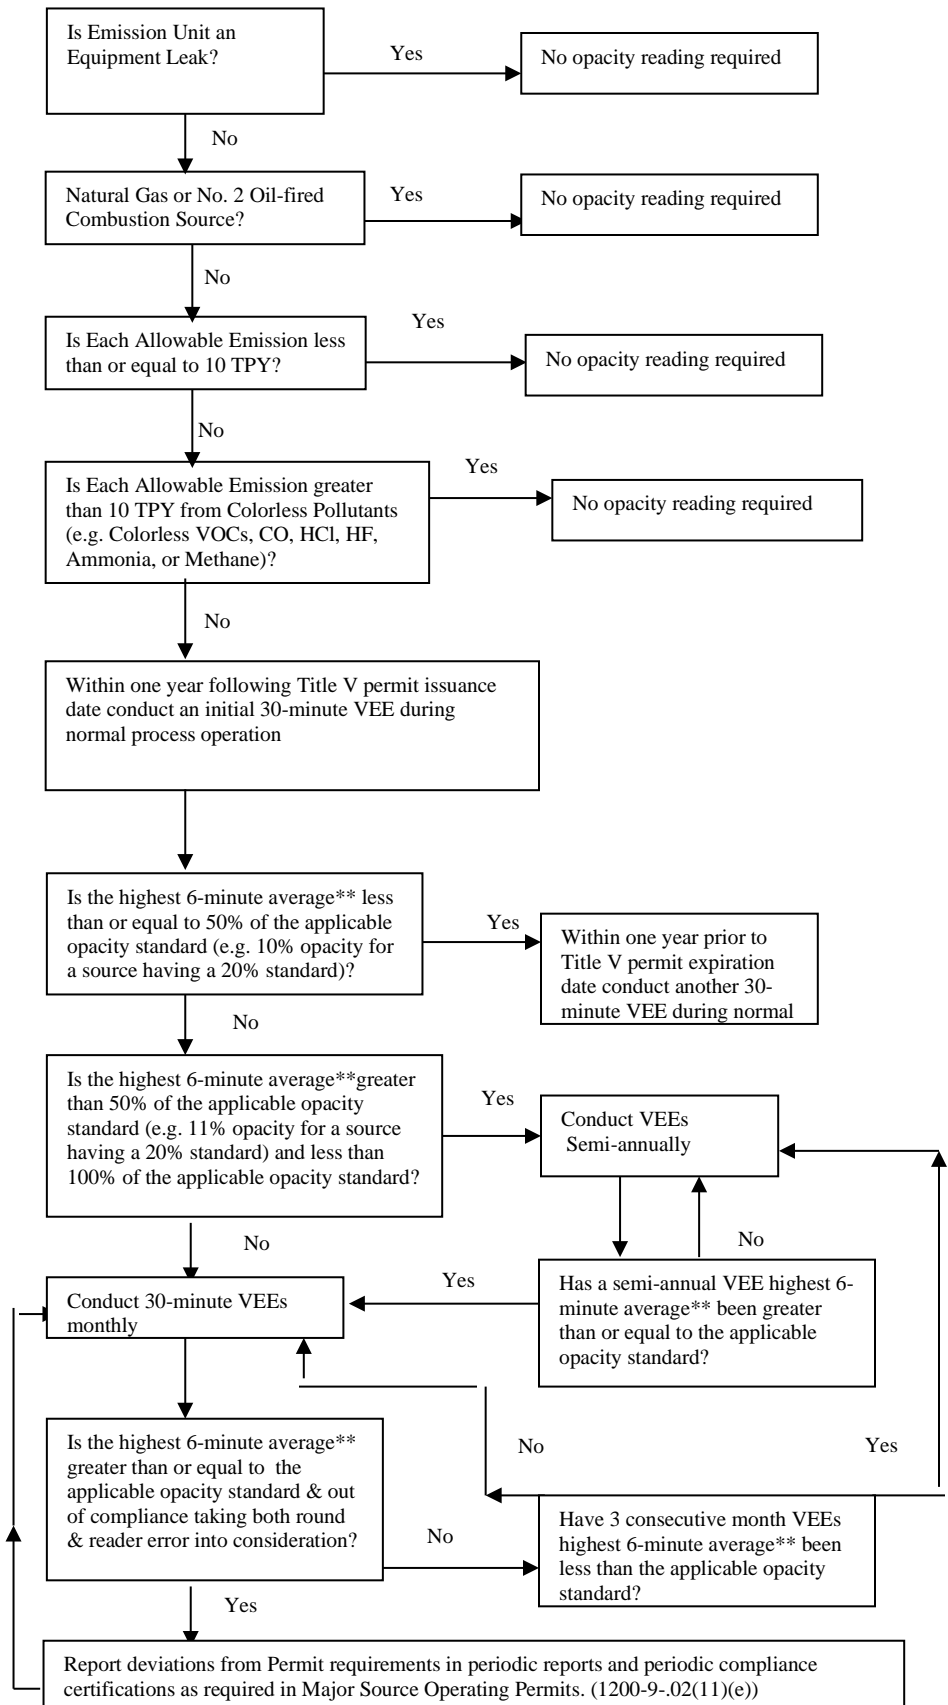 Is Emission Unit an
Equipment Leak?
Yes
No opacity reading required
No
Natural Gas or No. 2 Oil-fired
Combustion Source?
Yes
No opacity reading required
No
Is Each Allowable Emission less
than or equal to 10 TPY?
Yes
No opacity reading required
No
Is Each Allowable Emission greater
than 10 TPY from Colorless Pollutants
(e.g. Colorless VOCs, CO, HCl, HF,
Ammonia, or Methane)?
Yes
No opacity reading required
No
Within one year following Title V permit issuance
date conduct an initial 30-minute VEE during
normal process operation
Is the highest 6-minute average** less
than or equal to 50% of the applicable
opacity standard (e.g. 10% opacity for
a source having a 20% standard)?
Yes
Within one year prior to
Title V permit expiration
date conduct another 30-
minute VEE during normal
No
Is the highest 6-minute average**greater
than 50% of the applicable opacity
standard (e.g. 11% opacity for a source
having a 20% standard) and less than
100% of the applicable opacity standard?
Yes
Conduct VEEs
Semi-annually
No
No
Has a semi-annual VEE highest 6-
minute average** been greater
than or equal to the applicable
opacity standard?
Yes
Conduct 30-minute VEEs
monthly
Is the highest 6-minute average**
greater than or equal to the
applicable opacity standard & out
of compliance taking both round
& reader error into consideration?
No
No
Yes
Have 3 consecutive month VEEs
highest 6-minute average** been
less than the applicable opacity
standard?
Yes
Report deviations from Permit requirements in periodic reports and periodic compliance
certifications as required in Major Source Operating Permits. (1200-9-.02(11)(e))